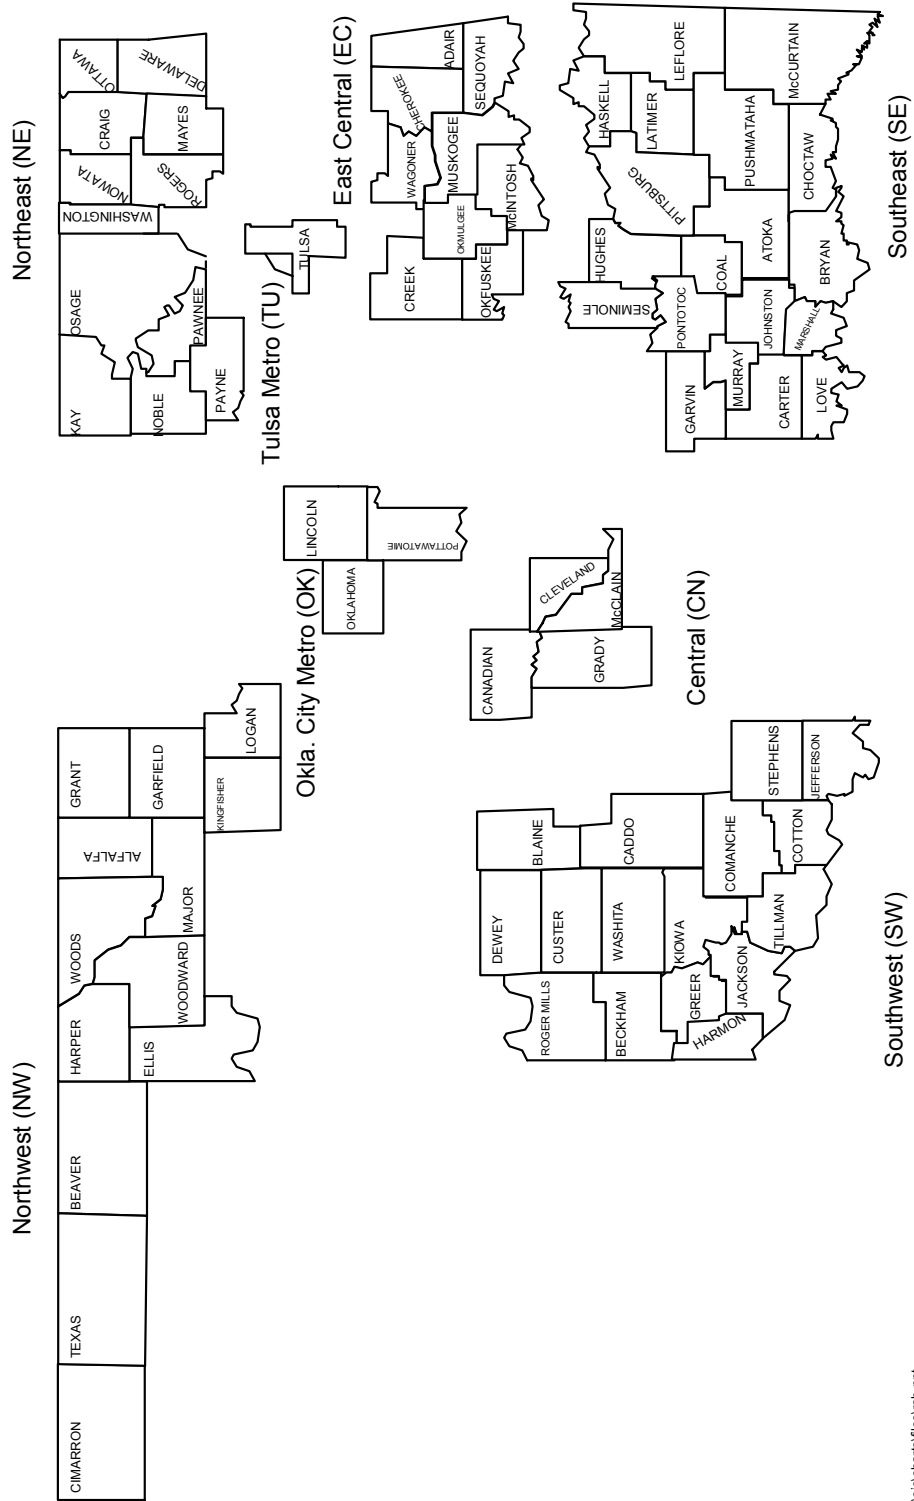 Northwest (NW)
CIMARRON
TEXAS
BEAVER
HARPER
ELLIS
WOODS
WOODWARD
ALFALFA
MAJOR
GRANT
GARFIELD
KINGFISHER
LOGAN
Northeast (NE)
KAY
OSAGE
NOBLE
PAWNEE
PAYNE
WASHINGTON
NOWATA
CRAIG
OTTAWA
ROGERS
MAYES
DELAWARE
Tulsa Metro (TU)
TULSA
Okla. City Metro (OK)
OKLAHOMA
LINCOLN
POTTAWATOMIE
East Central (EC)
CREEK
OKFUSKEE
OKMULGEE
WAGONER
MUSKOGEE
McINTOSH
CHEROKEE
ADAIR
SEQUOYAH
Central (CN)
CANADIAN
GRADY
CLEVELAND
McCLAIN
Southwest (SW)
ROGER MILLS
DEWEY
BLAINE
CUSTER
BECKHAM
WASHITA
CADDO
GREER
KIOWA
HARMON
JACKSON
COMANCHE
TILLMAN
COTTON
STEPHENS
JEFFERSON
Southeast (SE)
SEMINOLE
HUGHES
PITTSBURG
HASKELL
LATIMER
LEFLORE
GARVIN
PONTOTOC
COAL
MURRAY
JOHNSTON
ATOKA
PUSHMATAHA
McCURTAIN
CARTER
LOVE
MARSHALL
BRYAN
CHOCTAW